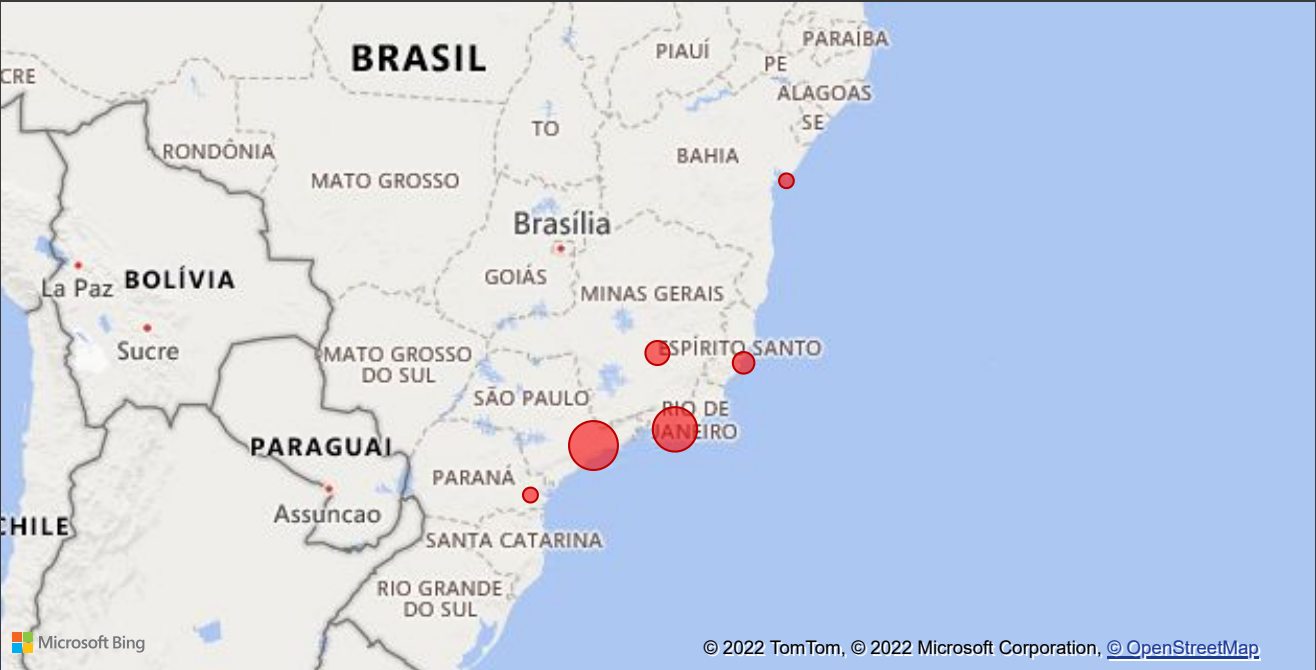 BRASIL
PIAUÍ
PARAÍBA
PE
CRE
ALAGOAS
SE
TO
RONDÔNIA
BAHIA
MATO GROSSO
Brasília
GOIÁS
La Paz
BOLÍVIA
MINAS GERAIS
Sucre
MATO GROSSO
DO SUL
ESPÍRITO SANTO
SÃO PAULO
RIO DE
JANEIRO
PARAGUAI
PARANÁ
Assuncao
CHILE
SANTA CATARINA
RIO GRANDE
DO SUL
Microsoft Bing
© 2022 TomTom, © 2022 Microsoft Corporation, © OpenStreetMap